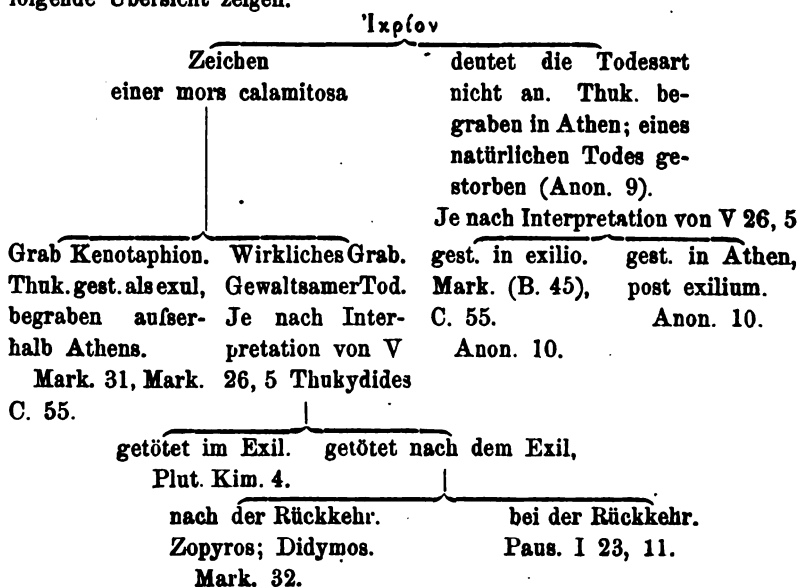 folgende Übersicht zeigen.
Ἰκρίον
Zeichen
einer mors calamitosa
deutet die Todesart
nicht an. Thuk. be-
graben in Athen; eines
natürlichen Todes ge-
storben (Anon. 9).
Je nach Interpretation von V 26, 5
Grab Kenotaphion.
Thuk. gest. als exul,
begraben aufser-
halb Athens.
Mark. 31, Mark.
C. 55.
Wirkliches Grab.
Gewaltsamer Tod.
Je nach Inter-
pretation von V
26, 5 Thukydides
gest. in exilio.
Mark. (B. 45),
C. 55.
Anon. 10.
gest. in Athen,
post exilium.
Anon. 10.
getötet im Exil.
Plut. Kim. 4.
getötet nach dem Exil,
nach der Rückkehr.
Zopyros; Didymos.
Mark. 32.
bei der Rückkehr.
Paus. I 23, 11.